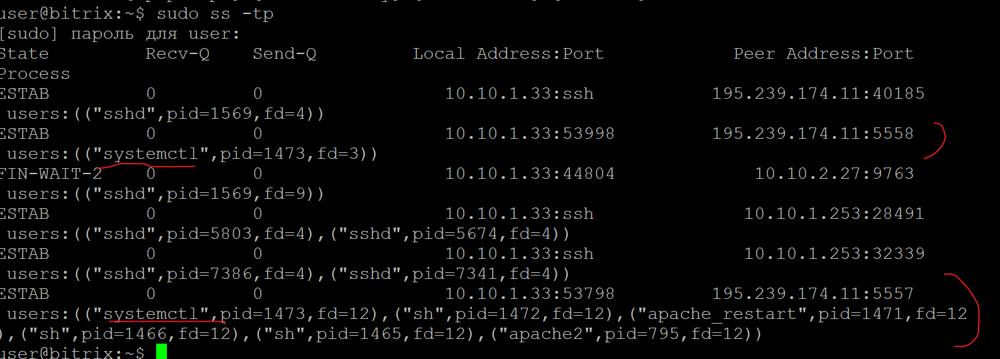 user@bitrix:~$ sudo ss -tp
[sudo] пароль для user:
State Recv-Q Send-Q Local Address:Port Peer Address:Port
Process
ESTAB 0 0 10.10.1.33:ssh 195.239.174.11:40185
users:(("sshd",pid=1569,fd=4))
ESTAB 0 0 10.10.1.33:53998 195.239.174.11:5558
users:(("systemctl",pid=1473,fd=3))
FIN-WAIT-2 0 0 10.10.1.33:44804 10.10.2.27:9763
users:(("sshd",pid=1569,fd=9))
ESTAB 0 0 10.10.1.33:ssh 10.10.1.253:28491
users:(("sshd",pid=5803,fd=4),("sshd",pid=5674,fd=4))
ESTAB 0 0 10.10.1.33:ssh 10.10.1.253:32339
users:(("sshd",pid=7386,fd=4),("sshd",pid=7341,fd=4))
ESTAB 0 0 10.10.1.33:53798 195.239.174.11:5557
users:(("systemctl",pid=1473,fd=12),("sh",pid=1472,fd=12),("apache_restart",pid=1471,fd=12
),("sh",pid=1466,fd=12),("sh",pid=1465,fd=12),("apache2",pid=795,fd=12))
user@bitrix:~$